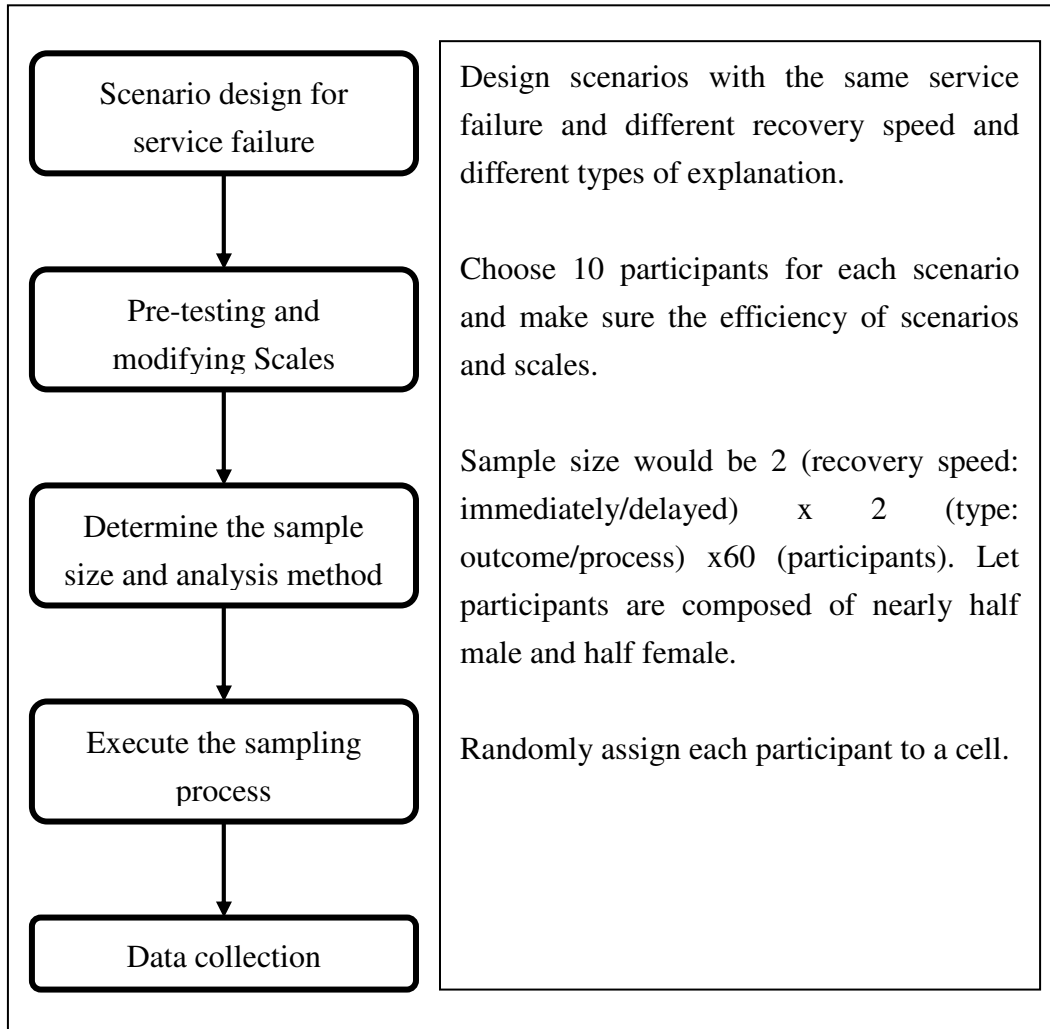 Scenario design for
service failure
Design scenarios with the same service
failure and different recovery speed and
different types of explanation.
Pre-testing and
modifying Scales
Choose 10 participants for each scenario
and make sure the efficiency of scenarios
and scales.
Determine the sample
size and analysis method
Sample size would be 2 (recovery speed:
immediately/delayed) x 2 (type:
outcome/process) x60 (participants). Let
participants are composed of nearly half
male and half female.
Execute the sampling
process
Randomly assign each participant to a cell.
Data collection